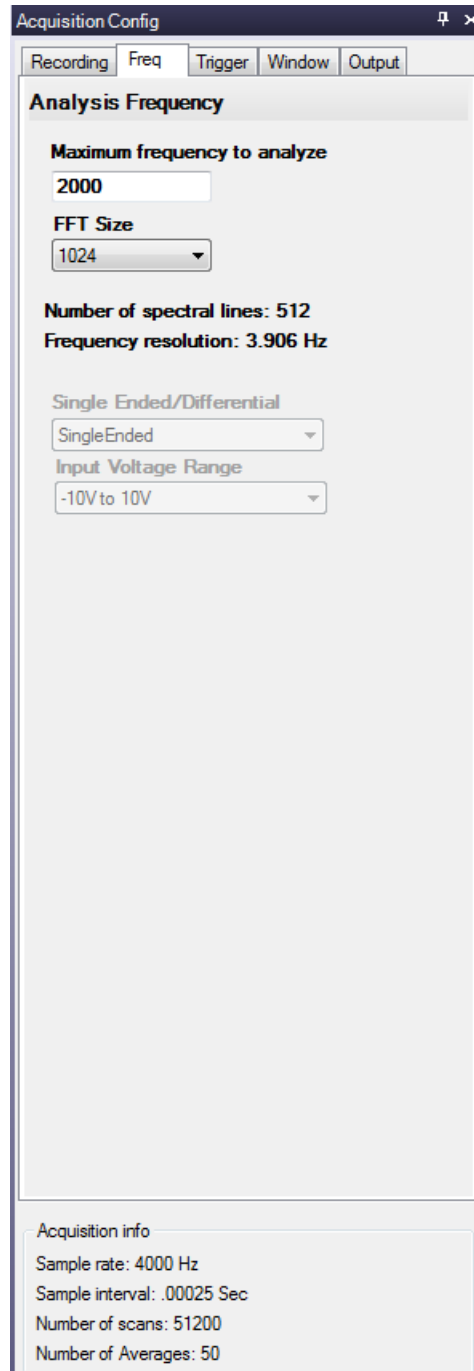 Acquisition Config
Recording Freq Trigger Window Output
Analysis Frequency
Maximum frequency to analyze
2000
FFT Size
1024
Number of spectral lines: 512
Frequency resolution: 3.906 Hz
Single Ended/Differential
SingleEnded
Input Voltage Range
-10V to 10V
Acquisition info
Sample rate: 4000 Hz
Sample interval: .00025 Sec
Number of scans: 51200
Number of Averages: 50